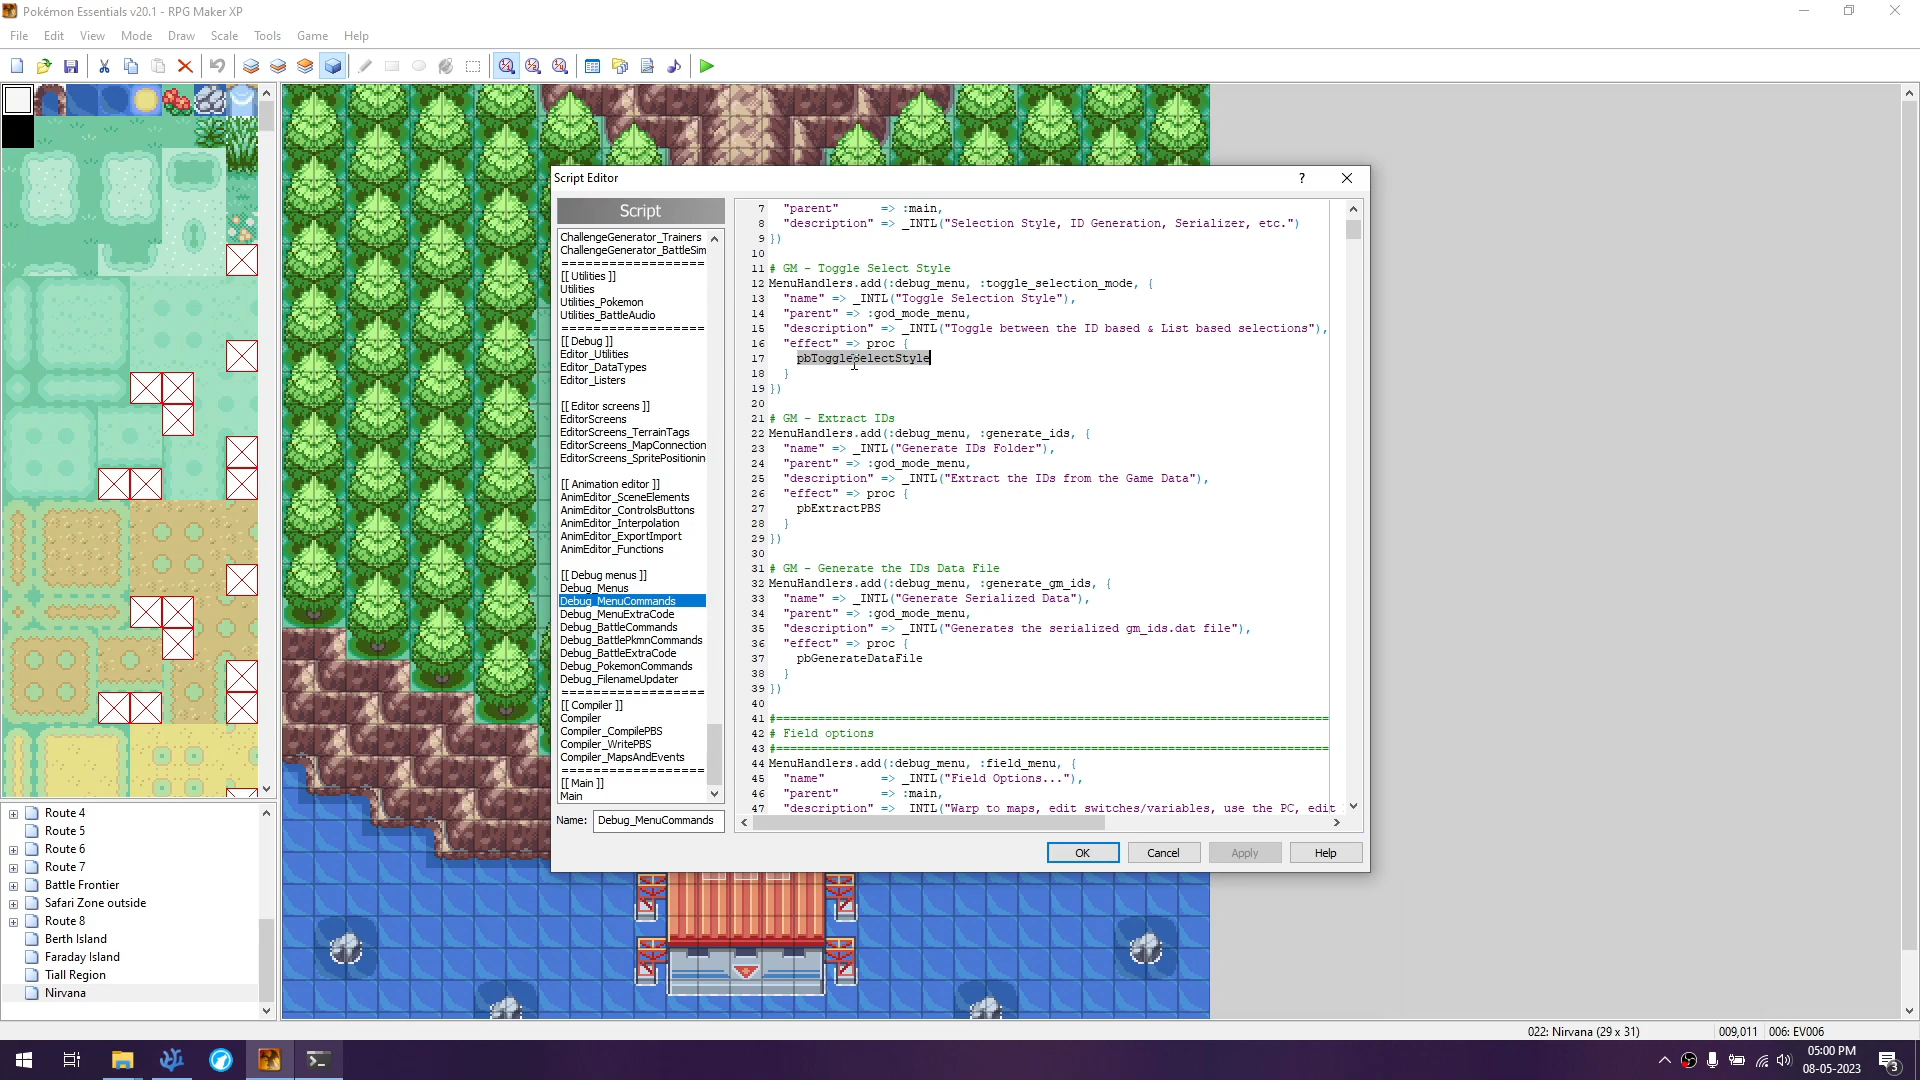 Pokémon Essentials v20.1 - RPG Maker XP
File Edit View Mode Draw Scale Tools Game Help
Script Editor
?
Script
ChallengeGenerator_Trainers
ChallengeGenerator_BattleSim
==================
[[ Utilities ]]
Utilities
Utilities_Pokemon
Utilities_BattleAudio
==================
[[ Debug ]]
Editor_Utilities
Editor_DataTypes
Editor_Listers
[[ Editor screens ]]
EditorScreens
EditorScreens_TerrainTags
EditorScreens_MapConnection
EditorScreens_SpritePositionin
[[ Animation editor ]]
AnimEditor_SceneElements
AnimEditor_ControlsButtons
AnimEditor_Interpolation
AnimEditor_ExportImport
AnimEditor_Functions
[[ Debug menus ]]
Debug_Menus
Debug_MenuCommands
Debug_MenuExtraCode
Debug_BattleCommands
Debug_BattlePkmnCommands
Debug_BattleExtraCode
Debug_PokemonCommands
Debug_FilenameUpdater
==================
[[ Compiler ]]
Compiler
Compiler_CompilePBS
Compiler_WritePBS
Compiler_MapsAndEvents
==================
[[ Main ]]
Main
Name: Debug_MenuCommands
7 "parent" => :main,
8 "description" => _INTL("Selection Style, ID Generation, Serializer, etc.")
9 })
10
11 # GM - Toggle Select Style
12 MenuHandlers.add(:debug_menu, :toggle_selection_mode, {
13 "name" => _INTL("Toggle Selection Style"),
14 "parent" => :god_mode_menu,
15 "description" => _INTL("Toggle between the ID based & List based selections"),
16 "effect" => proc {
17 pbToggleSelectStyle
18 }
19 })
20
21 # GM - Extract IDs
22 MenuHandlers.add(:debug_menu, :generate_ids, {
23 "name" => _INTL("Generate IDs Folder"),
24 "parent" => :god_mode_menu,
25 "description" => _INTL("Extract the IDs from the Game Data"),
26 "effect" => proc {
27 pbExtractPBS
28 }
29 })
30
31 # GM - Generate the IDs Data File
32 MenuHandlers.add(:debug_menu, :generate_gm_ids, {
33 "name" => _INTL("Generate Serialized Data"),
34 "parent" => :god_mode_menu,
35 "description" => _INTL("Generates the serialized gm_ids.dat file"),
36 "effect" => proc {
37 pbGenerateDataFile
38 }
39 })
40
41 #===============================================================================
42 # Field options
43 #===============================================================================
44 MenuHandlers.add(:debug_menu, :field_menu, {
45 "name" => _INTL("Field Options..."),
46 "parent" => :main,
47 "description" => _INTL("Warp to maps, edit switches/variables, use the PC, edit
OK Cancel Apply Help
Route 4
Route 5
Route 6
Route 7
Battle Frontier
Safari Zone outside
Route 8
Berth Island
Faraday Island
Tiall Region
Nirvana
022: Nirvana (29 x 31) 009,011 006: EV006
05:00 PM
08-05-2023
3